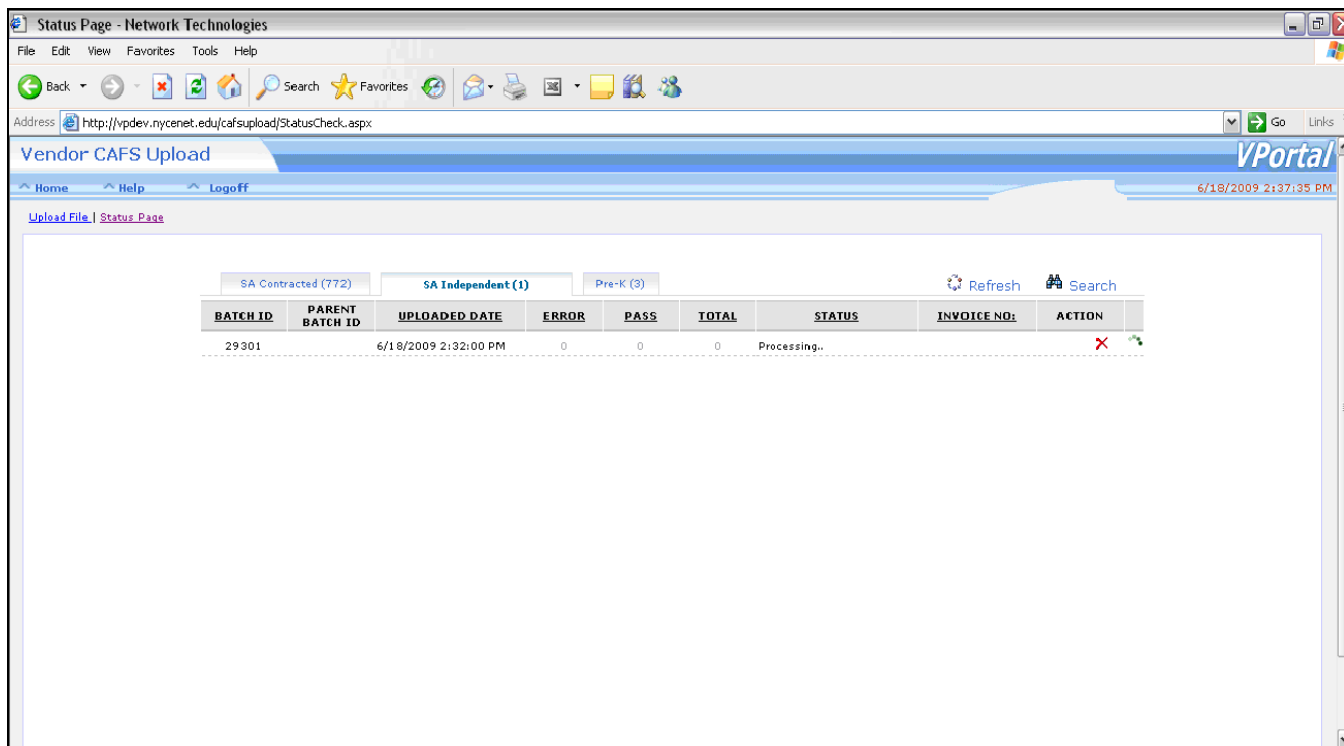 Status Page - Network Technologies
File Edit View Favorites Tools Help
Back Search Favorites
Address http://vpdev.nycenet.edu/cafsupload/StatusCheck.aspx Go Links
Vendor CAFS Upload VPortal
Home Help Logoff 6/18/2009 2:37:35 PM
Upload File | Status Page
SA Contracted (772) SA Independent (1) Pre-K (3) Refresh Search
BATCH ID PARENT BATCH ID UPLOADED DATE ERROR PASS TOTAL STATUS INVOICE NO: ACTION
29301 6/18/2009 2:32:00 PM 0 0 0 Processing..